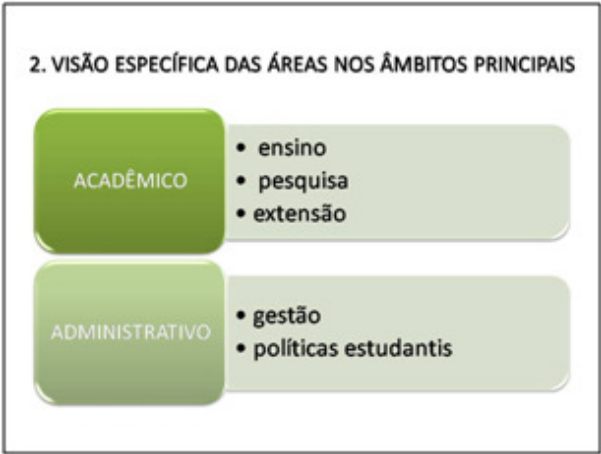 2. VISÃO ESPECÍFICA DAS ÁREAS NOS ÂMBITOS PRINCIPAIS
ACADÊMICO
• ensino
• pesquisa
• extensão
ADMINISTRATIVO
• gestão
• políticas estudantis